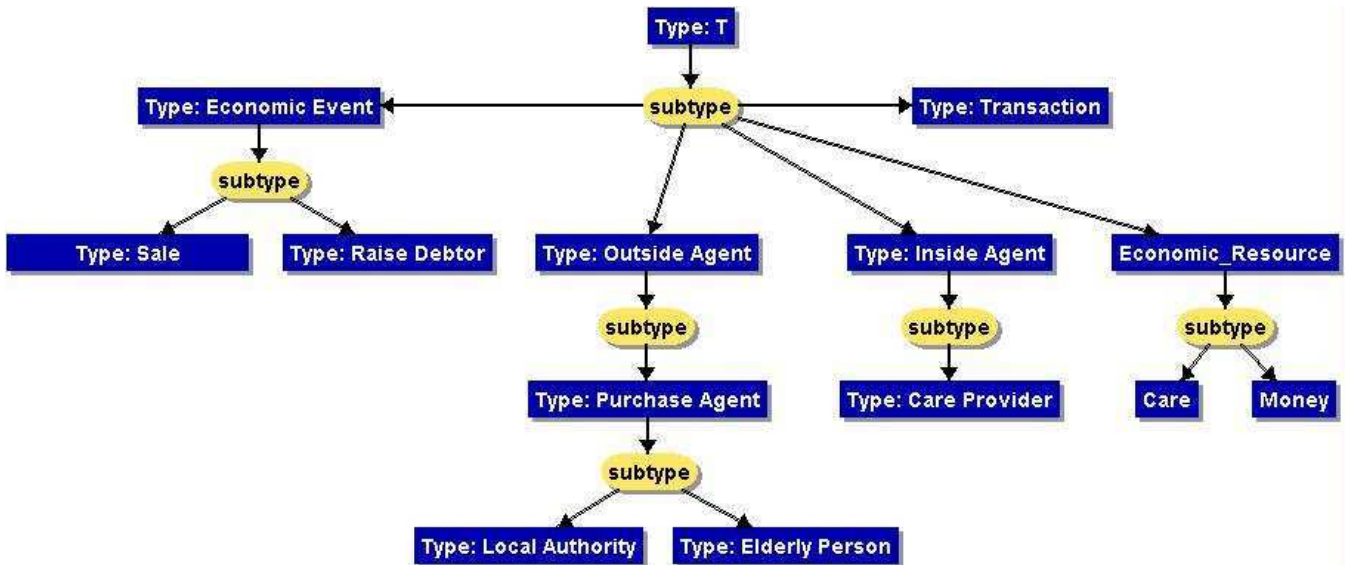 Type: T
Type: Economic Event
subtype
Type: Transaction
subtype
Type: Sale
Type: Raise Debtor
Type: Outside Agent
Type: Inside Agent
Economic_Resource
subtype
subtype
subtype
Type: Purchase Agent
Type: Care Provider
Care
Money
subtype
Type: Local Authority
Type: Elderly Person